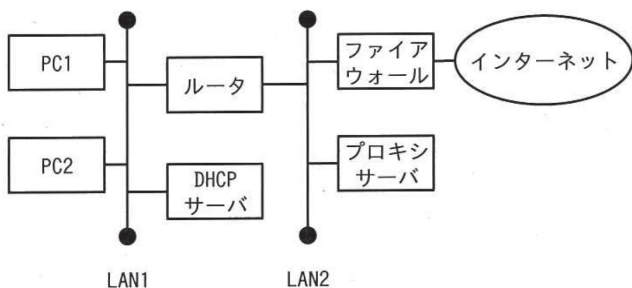 PC1
ルータ
ファイア
ウォール
インターネット
PC2
DHCP
サーバ
プロキシ
サーバ
LAN1
LAN2